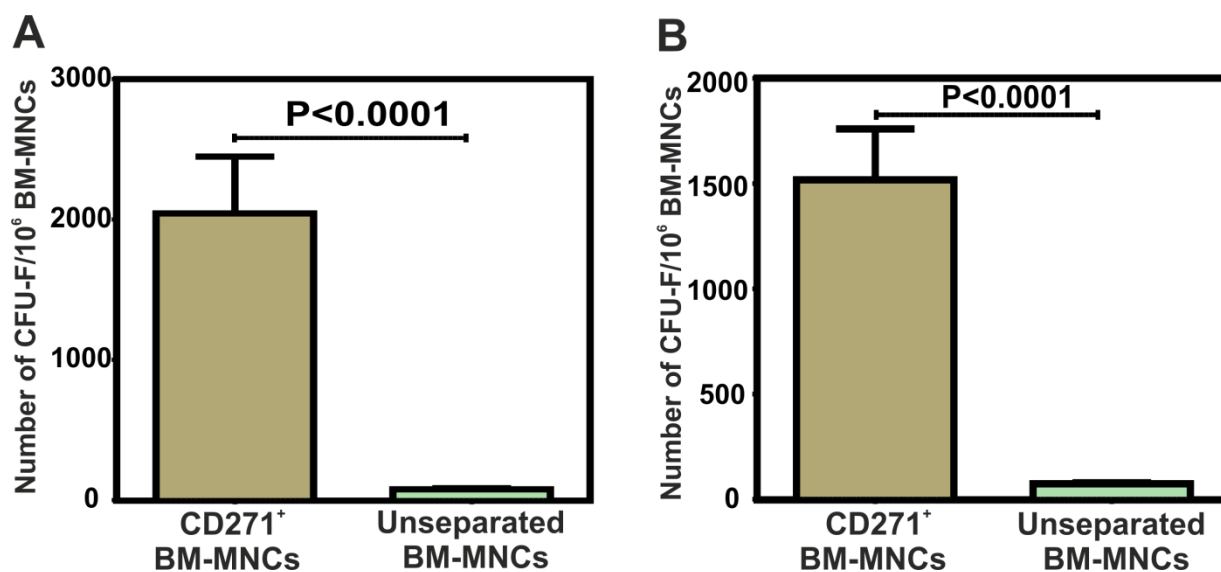 A
Number of CFU-F/10⁶ BM-MNCs
3000
2000
1000
0
P<0.0001
CD271⁺
BM-MNCs
Unseparated
BM-MNCs
B
Number of CFU-F/10⁶ BM-MNCs
2000
1500
1000
500
0
P<0.0001
CD271⁺
BM-MNCs
Unseparated
BM-MNCs